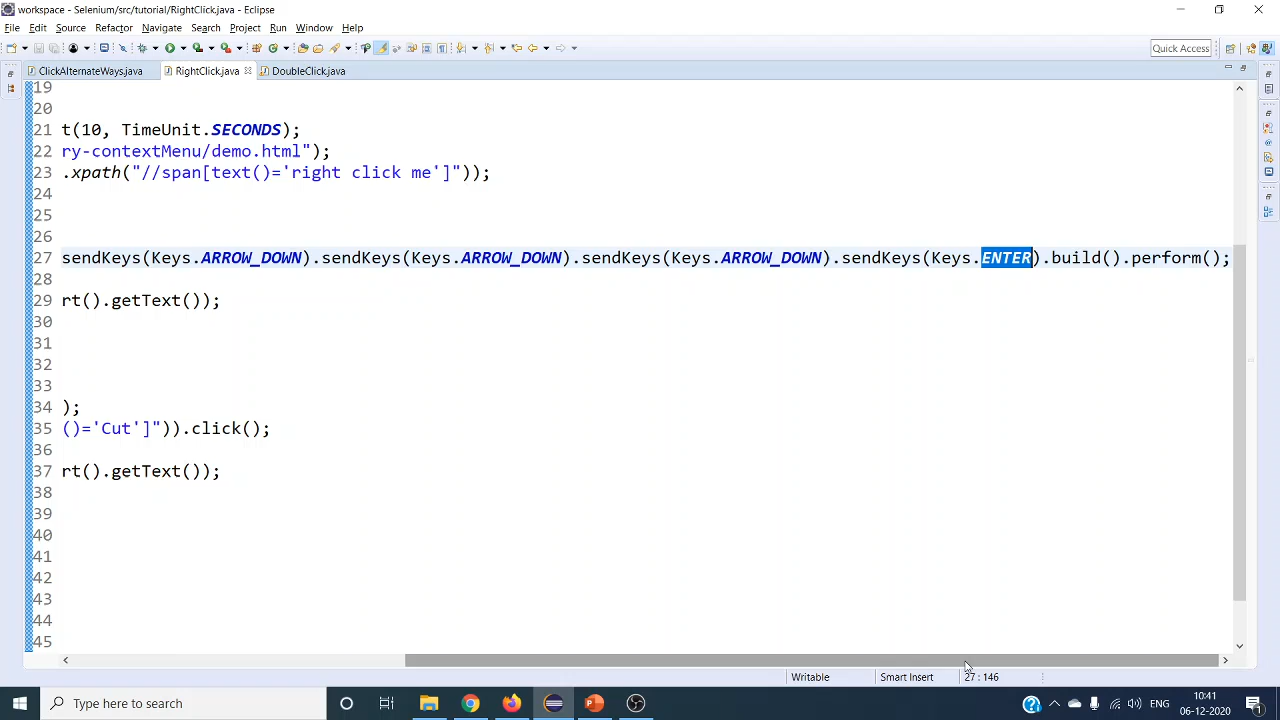 workspace - Selenium/src/tutorial/RightClick.java - Eclipse
File Edit Source Refactor Navigate Search Project Run Window Help
Quick Access
ClickAlternateWays.java RightClick.java DoubleClick.java
19
20
21 t(10, TimeUnit.SECONDS);
22 ry-contextMenu/demo.html");
23 .xpath("//span[text()='right click me']"));
24
25
26
27 sendKeys(Keys.ARROW_DOWN).sendKeys(Keys.ARROW_DOWN).sendKeys(Keys.ARROW_DOWN).sendKeys(Keys.ENTER).build().perform();
28
29 rt().getText());
30
31
32
33
34 );
35 ()='Cut']")).click();
36
37 rt().getText());
38
39
40
41
42
43
44
45
Writable Smart Insert 27 : 146
Type here to search
ENG
10:41
06-12-2020
1